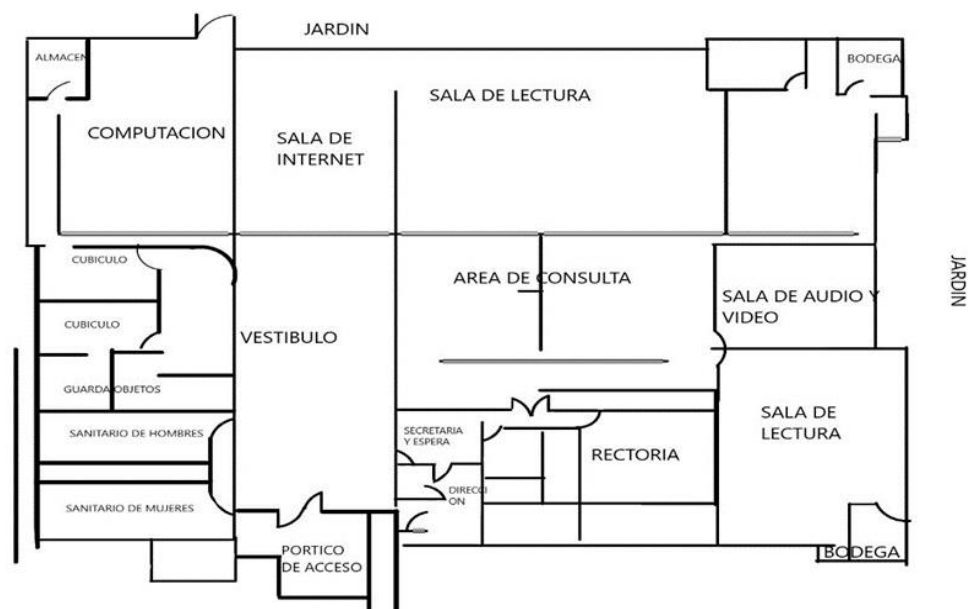 JARDIN
ALMACEN
BODEGA
SALA DE LECTURA
COMPUTACION
SALA DE
INTERNET
CUBICULO
AREA DE CONSULTA
JARDIN
SALA DE AUDIO Y
VIDEO
CUBICULO
VESTIBULO
GUARDA OBJETOS
SALA DE
LECTURA
SANITARIO DE HOMBRES
SECRETARIA
Y ESPERA
RECTORIA
DIRECCI
ON
SANITARIO DE MUJERES
PORTICO
DE ACCESO
BODEGA